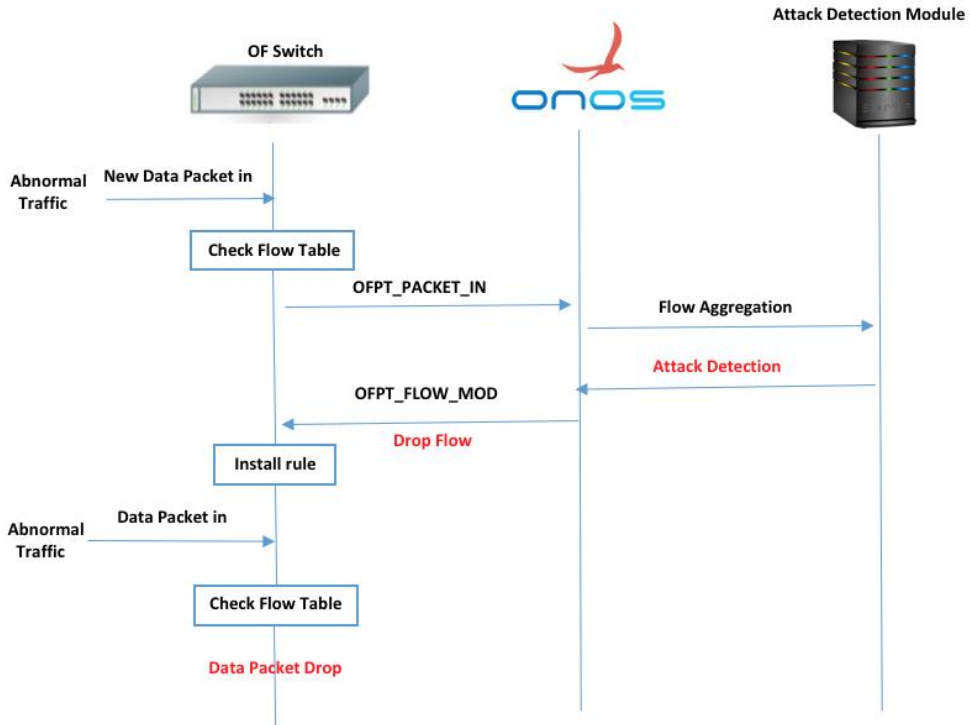 Attack Detection Module
OF Switch
onos
New Data Packet in
Abnormal
Traffic
Check Flow Table
OFPT_PACKET_IN
Flow Aggregation
Attack Detection
OFPT_FLOW_MOD
Drop Flow
Install rule
Data Packet in
Abnormal
Traffic
Check Flow Table
Data Packet Drop